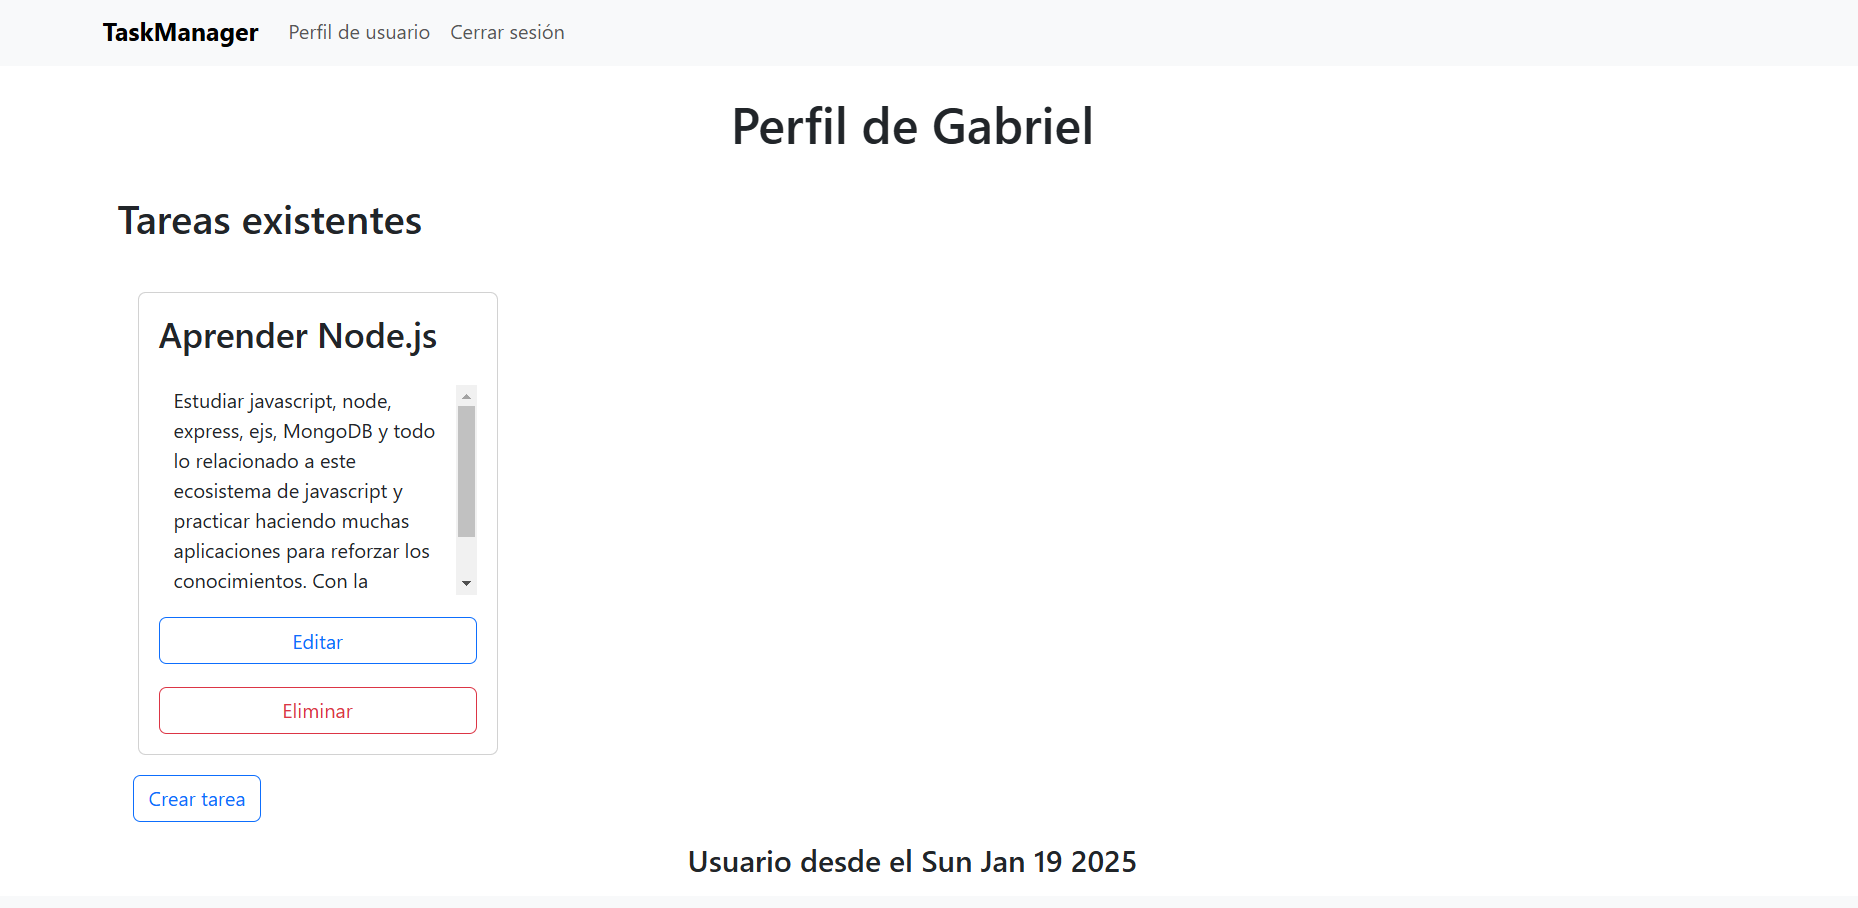 TaskManager Perfil de usuario Cerrar sesión
Perfil de Gabriel
Tareas existentes
Aprender Node.js
Estudiar javascript, node,
express, ejs, MongoDB y todo
lo relacionado a este
ecosistema de javascript y
practicar haciendo muchas
aplicaciones para reforzar los
conocimientos. Con la
Editar
Eliminar
Crear tarea
Usuario desde el Sun Jan 19 2025